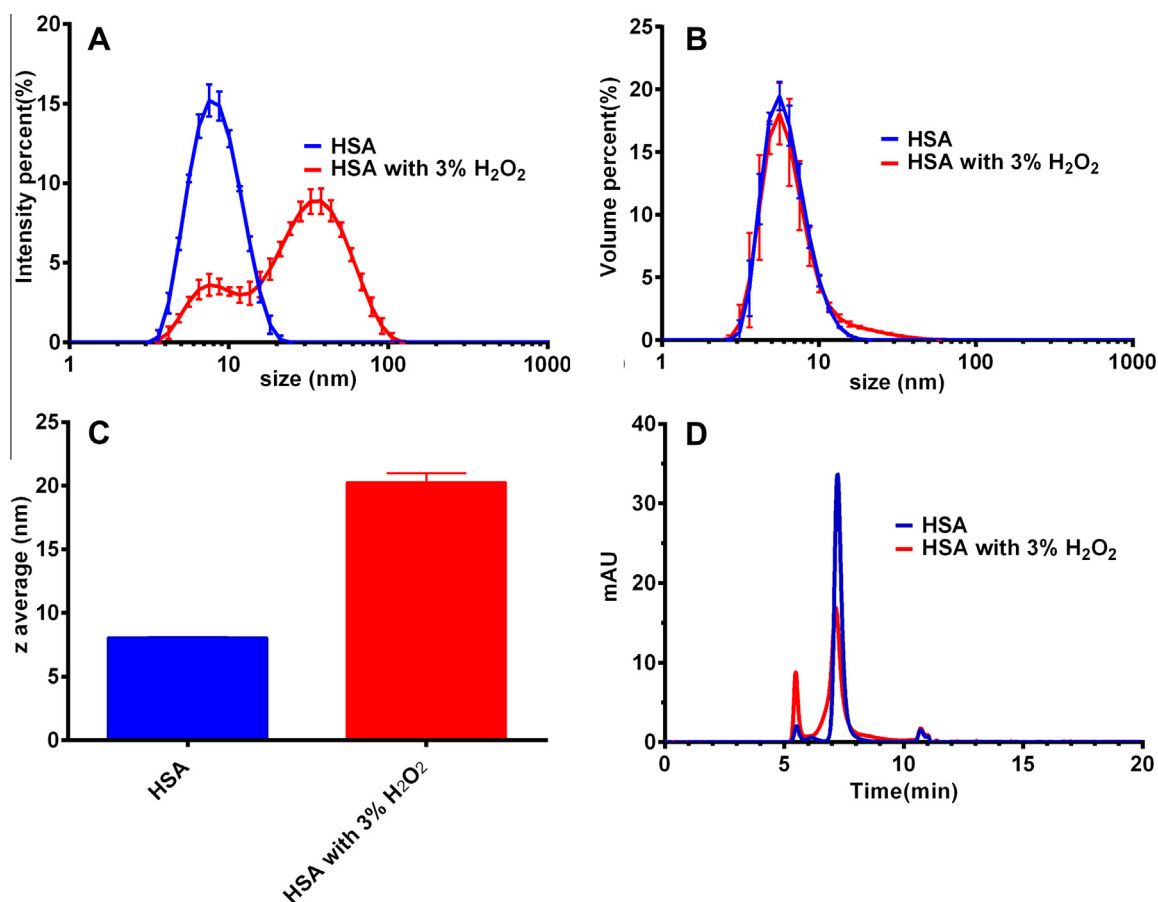 A
Intensity percent(%)
20
15
10
5
0
HSA
HSA with 3% H₂O₂
1
10
100
1000
size (nm)
B
Volume percent(%)
25
20
15
10
5
0
HSA
HSA with 3% H₂O₂
1
10
100
1000
size (nm)
C
z average (nm)
25
20
15
10
5
0
HSA
HSA with 3% H₂O₂
D
mAU
40
30
20
10
0
HSA
HSA with 3% H₂O₂
0
5
10
15
20
Time(min)